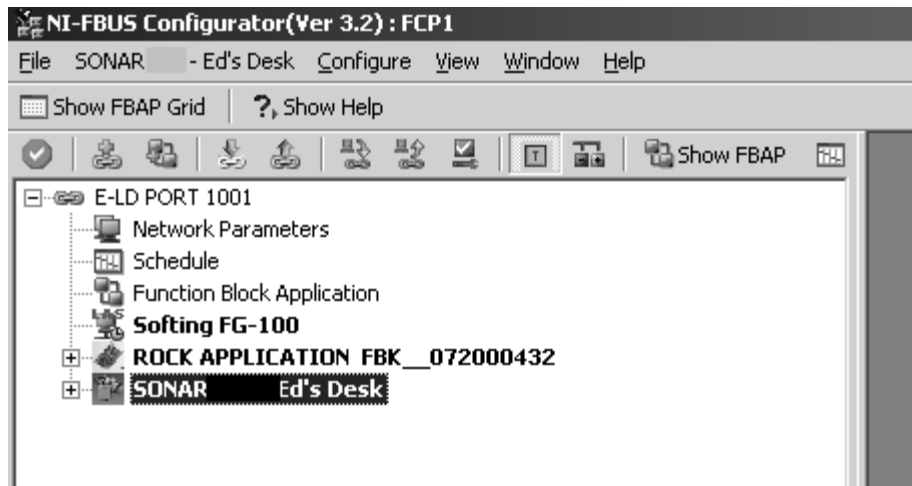 NI-FBUS Configurator(Ver 3.2) : FCP1
File SONAR - Ed's Desk Configure View Window Help
Show FBAP Grid ?, Show Help
T Show FBAP
E-LD PORT 1001
Network Parameters
Schedule
Function Block Application
LAS
Softing FG-100
ROCK APPLICATION FBK__072000432
SONAR Ed's Desk